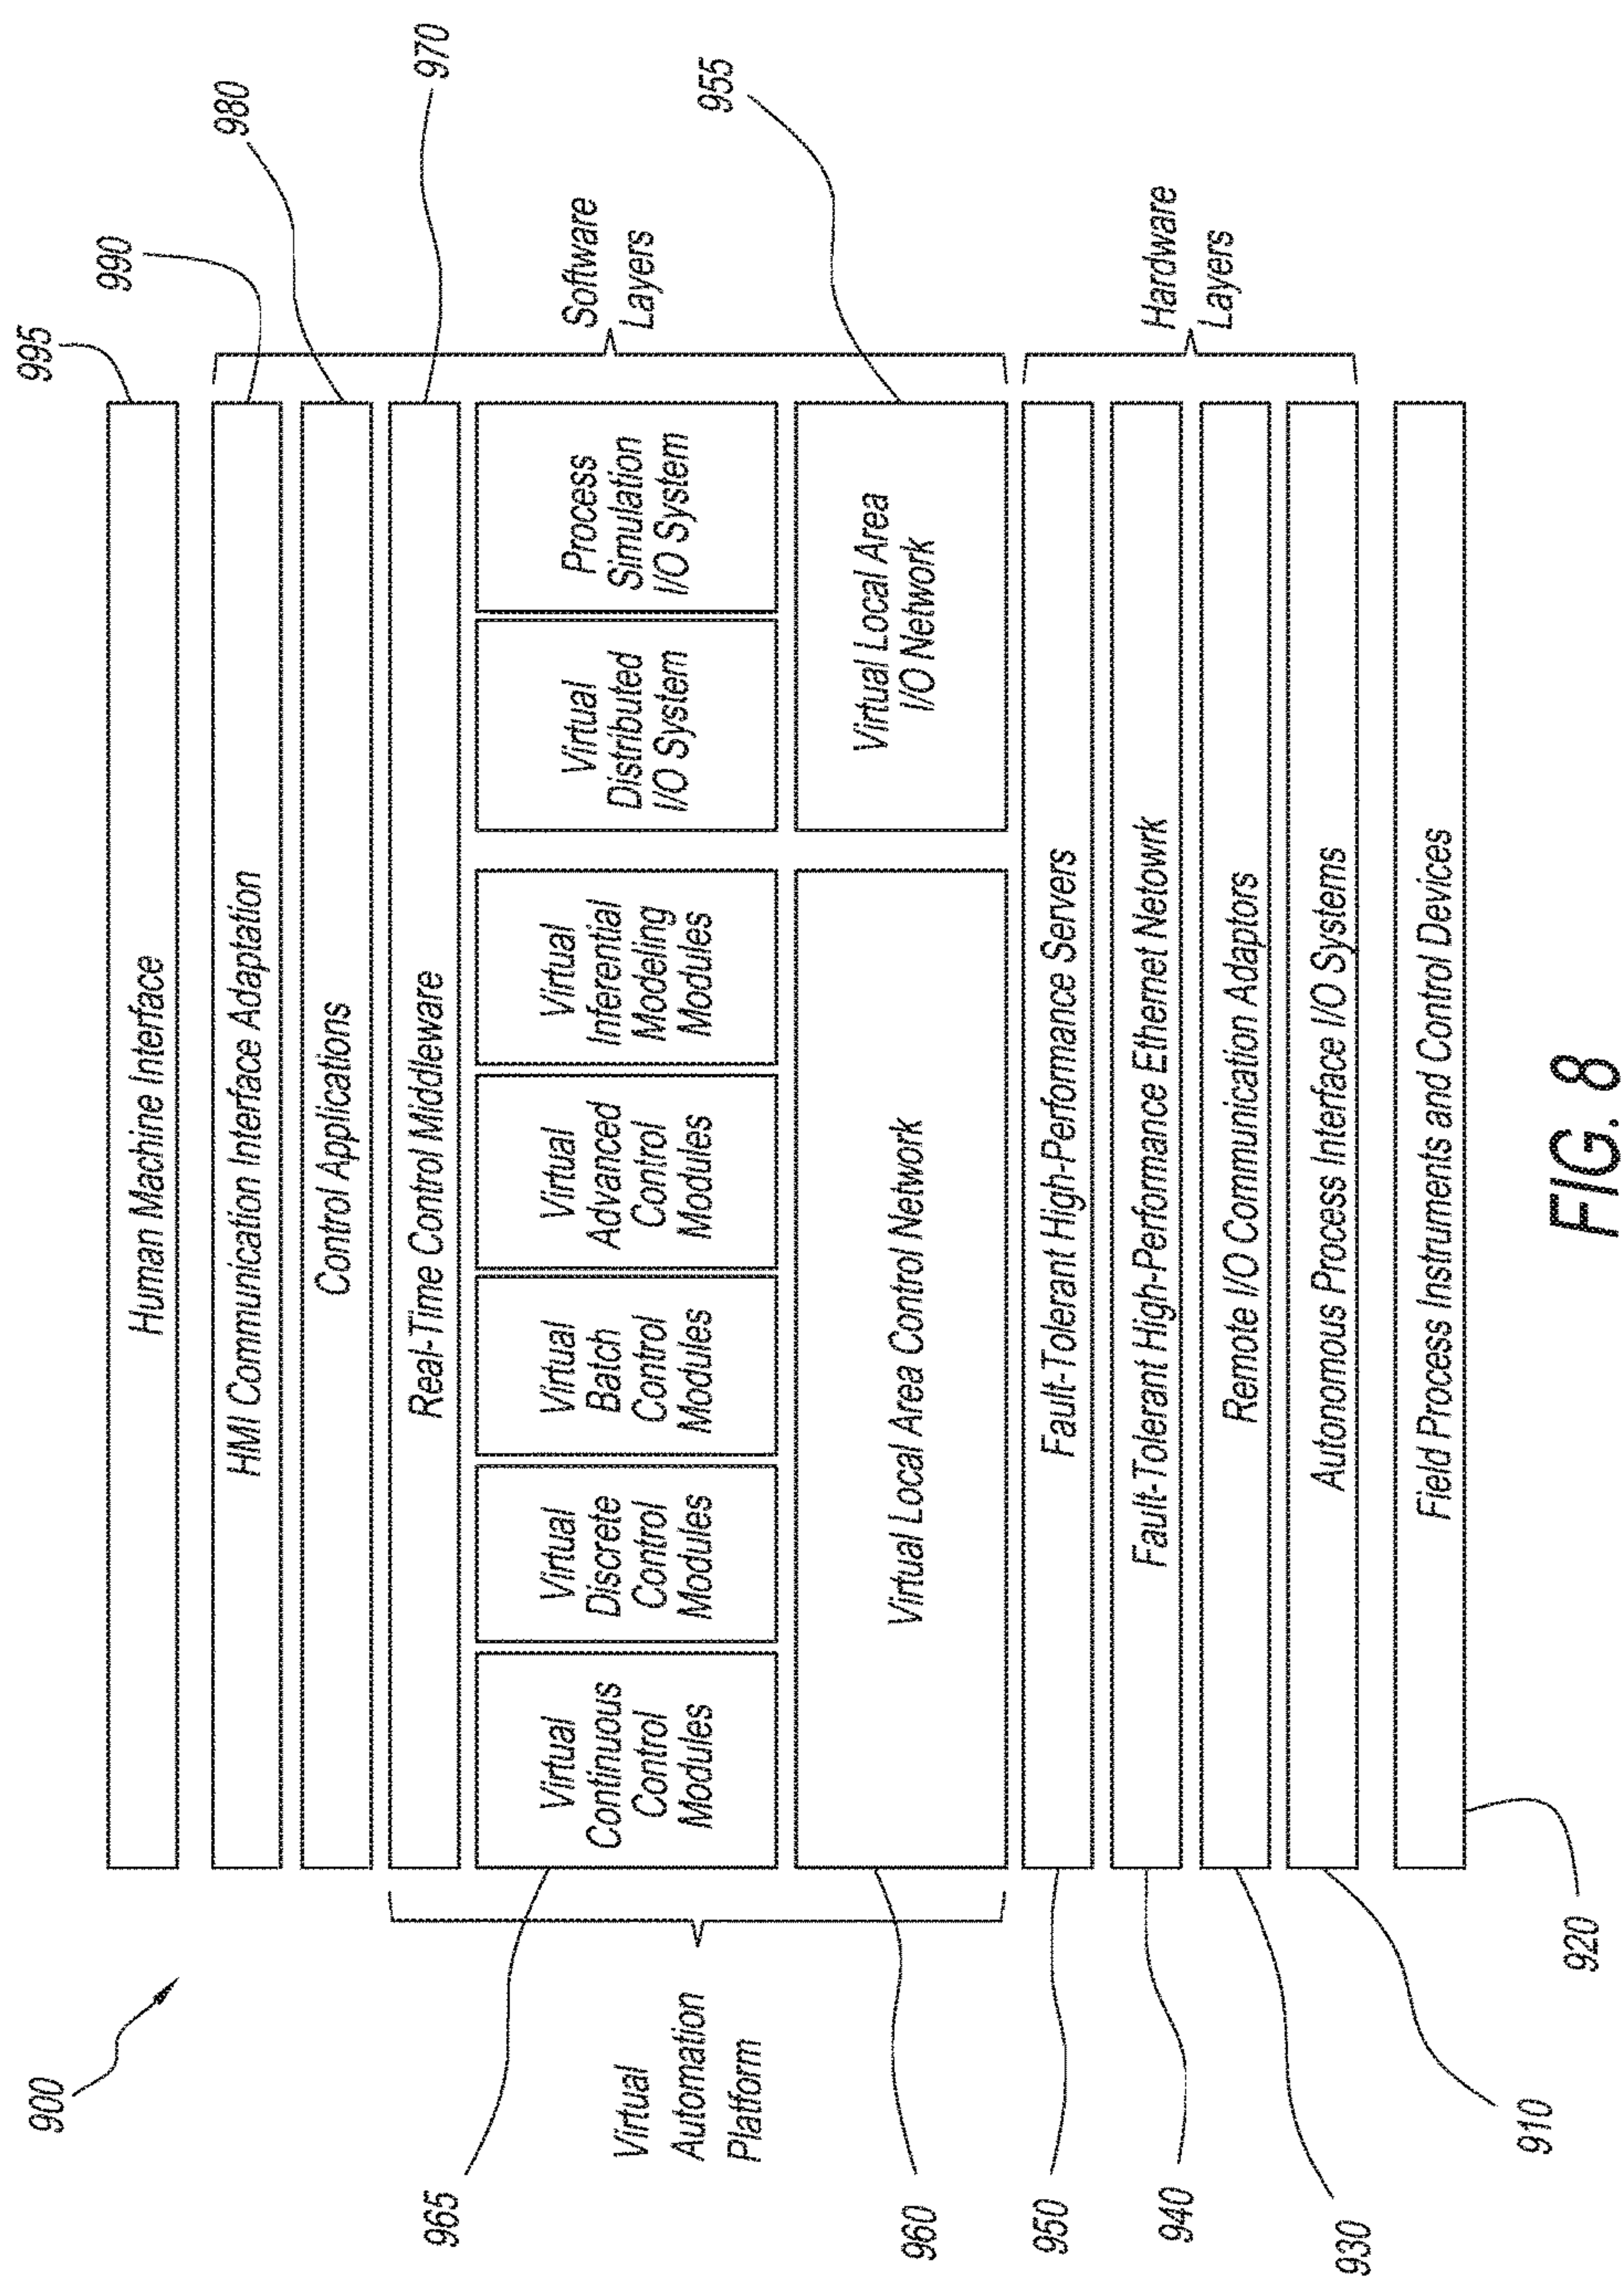 900
995
Human Machine Interface
990
HMI Communication Interface Adaptation
980
Control Applications
970
Real-Time Control Middleware
Virtual
Automation
Platform
965
Virtual
Continuous
Control
Modules
Virtual
Discrete
Control
Modules
Virtual
Batch
Control
Modules
Virtual
Advanced
Control
Modules
Virtual
Inferential
Modeling
Modules
Virtual
Distributed
I/O System
Process
Simulation
I/O System
Software
Layers
960
Virtual Local Area Control Network
Virtual Local Area
I/O Network
955
950
Fault-Tolerant High-Performance Servers
940
Fault-Tolerant High-Performance Ethernet Netowrk
930
Remote I/O Communication Adaptors
910
Autonomous Process Interface I/O Systems
Hardware
Layers
920
Field Process Instruments and Control Devices
FIG. 8